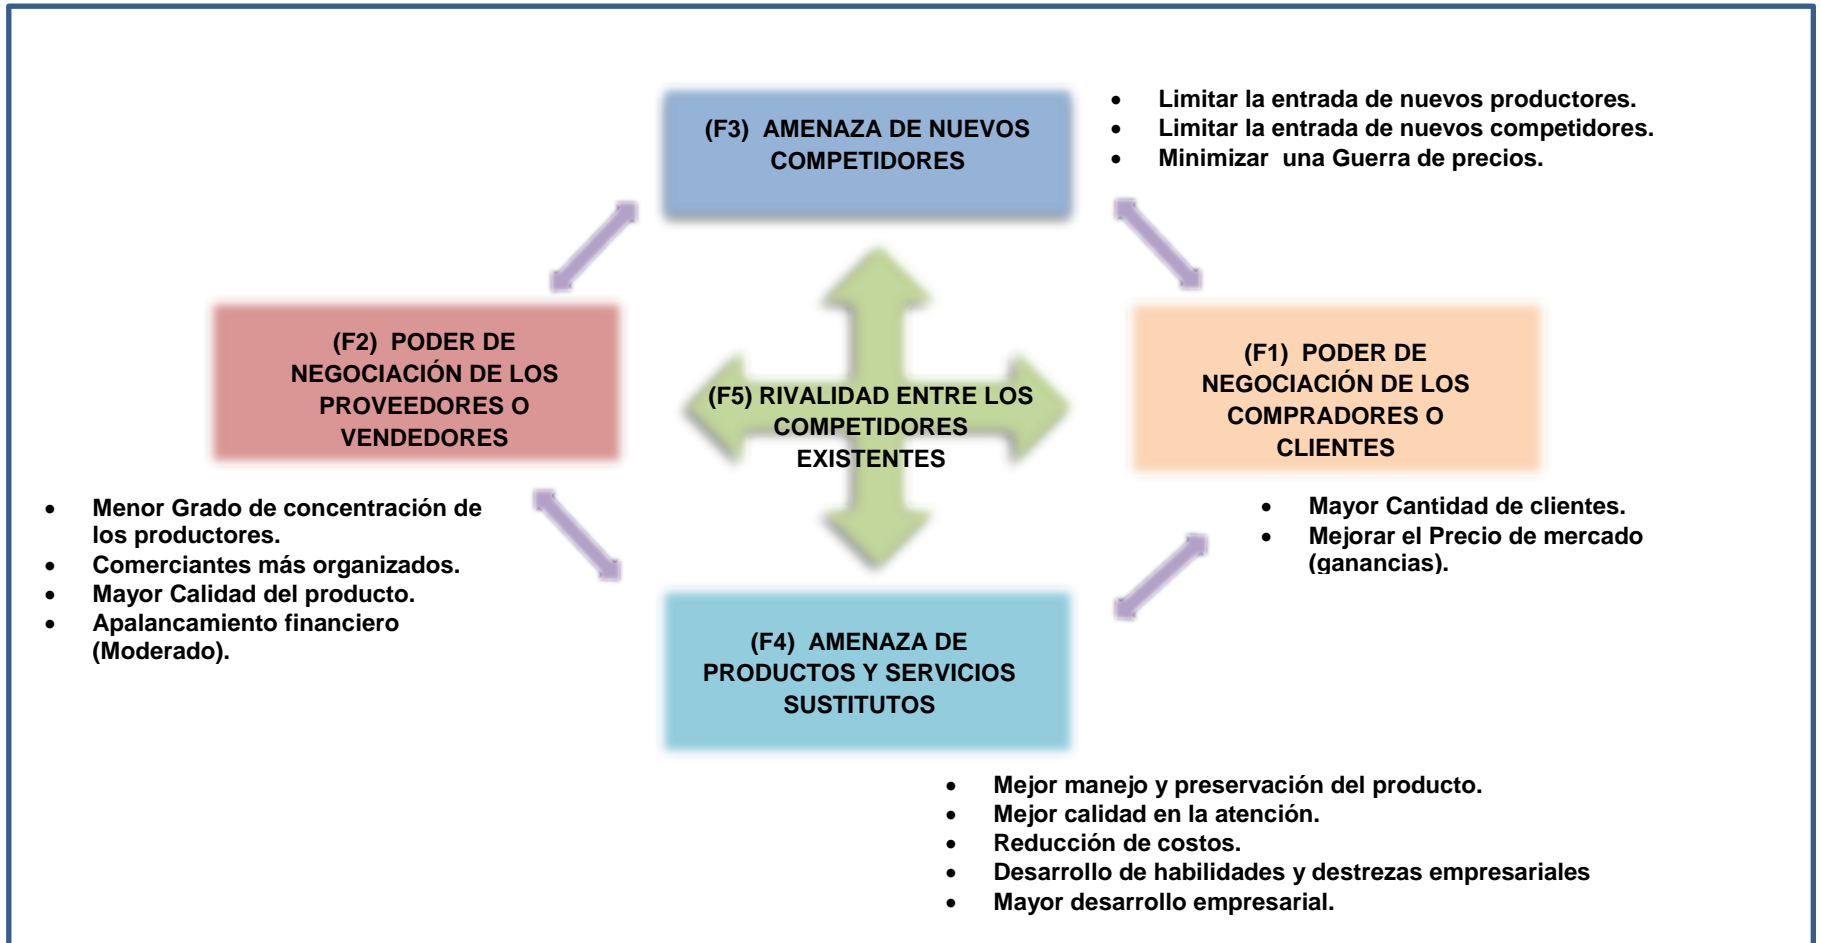 (F3) AMENAZA DE NUEVOS
COMPETIDORES
• Limitar la entrada de nuevos productores.
• Limitar la entrada de nuevos competidores.
• Minimizar una Guerra de precios.
(F2) PODER DE
NEGOCIACIÓN DE LOS
PROVEEDORES O
VENDEDORES
(F5) RIVALIDAD ENTRE LOS
COMPETIDORES
EXISTENTES
(F1) PODER DE
NEGOCIACIÓN DE LOS
COMPRADORES O
CLIENTES
• Menor Grado de concentración de
los productores.
• Comerciantes más organizados.
• Mayor Calidad del producto.
• Apalancamiento financiero
(Moderado).
• Mayor Cantidad de clientes.
• Mejorar el Precio de mercado
(ganancias).
(F4) AMENAZA DE
PRODUCTOS Y SERVICIOS
SUSTITUTOS
• Mejor manejo y preservación del producto.
• Mejor calidad en la atención.
• Reducción de costos.
• Desarrollo de habilidades y destrezas empresariales
• Mayor desarrollo empresarial.